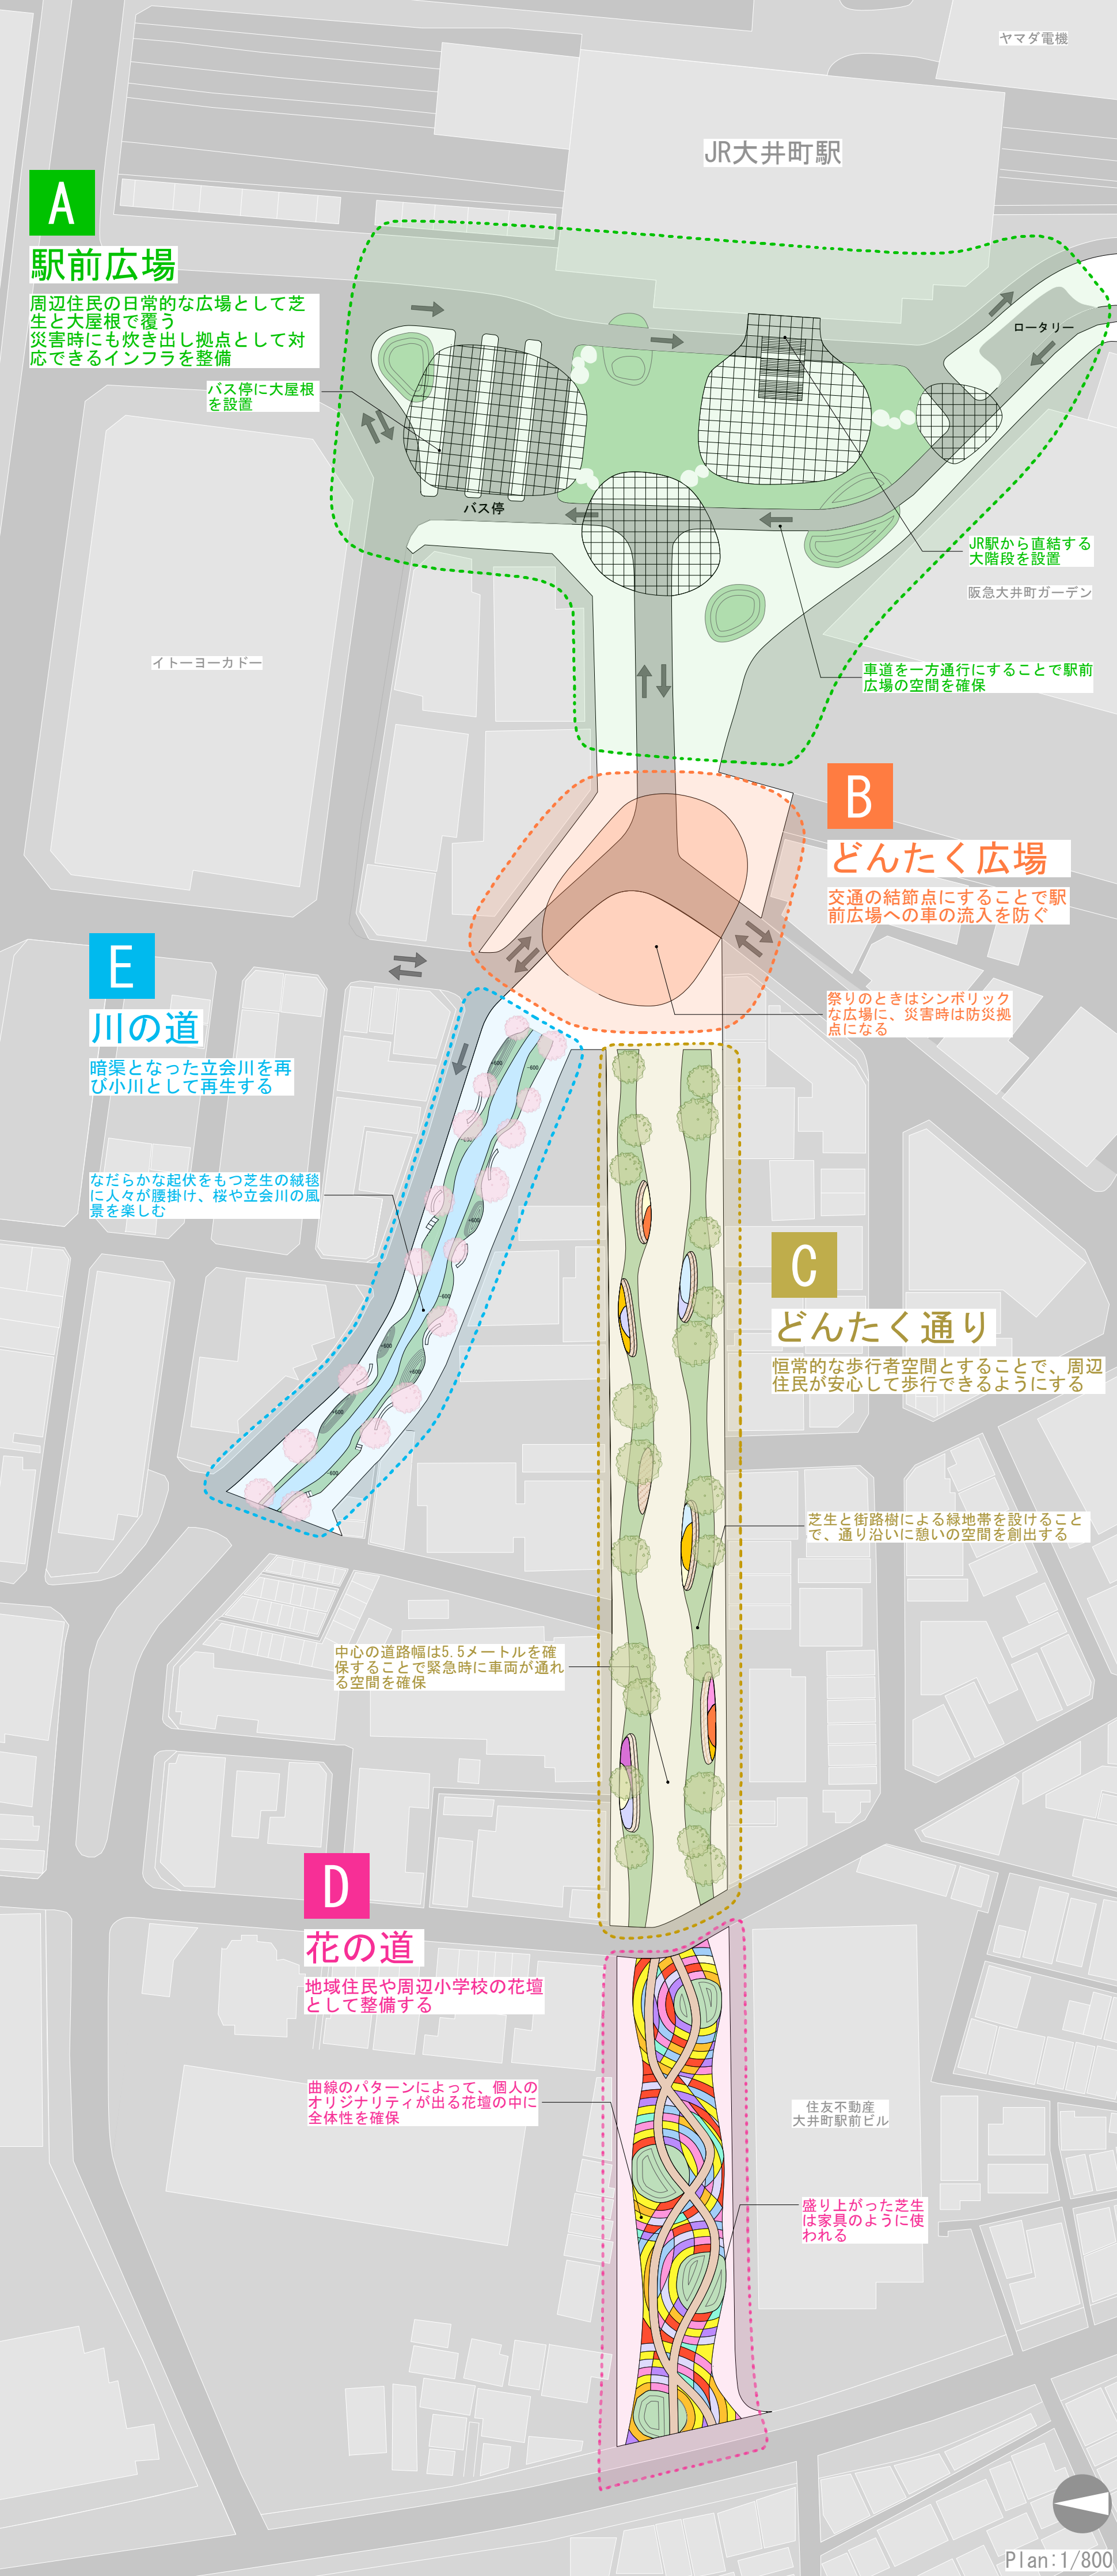 ヤマダ電機
JR大井町駅
A
駅前広場
周辺住民の日常的な広場として芝
生と大屋根で覆う
災害時にも炊き出し拠点として対
応できるインフラを整備
バス停に大屋根
を設置
ロータリー
バス停
JR駅から直結する
大階段を設置
阪急大井町ガーデン
イトーヨーカドー
車道を一方通行にすることで駅前
広場の空間を確保
B
どんたく広場
交通の結節点にすることで駅
前広場への車の流入を防ぐ
祭りのときはシンボリック
な広場に、災害時は防災拠
点になる
E
川の道
暗渠となった立会川を再
び小川として再生する
なだらかな起伏をもつ芝生の絨毯
に人々が腰掛け、桜や立会川の風
景を楽しむ
+600
-600
-600
+600
-600
+600
+600
+600
-600
C
どんたく通り
恒常的な歩行者空間とすることで、周辺
住民が安心して歩行できるようにする
芝生と街路樹による緑地帯を設けること
で、通り沿いに憩いの空間を創出する
中心の道路幅は5.5メートルを確
保することで緊急時に車両が通れ
る空間を確保
D
花の道
地域住民や周辺小学校の花壇
として整備する
曲線のパターンによって、個人の
オリジナリティが出る花壇の中に
全体性を確保
住友不動産
大井町駅前ビル
盛り上がった芝生
は家具のように使
われる
Plan:1/800